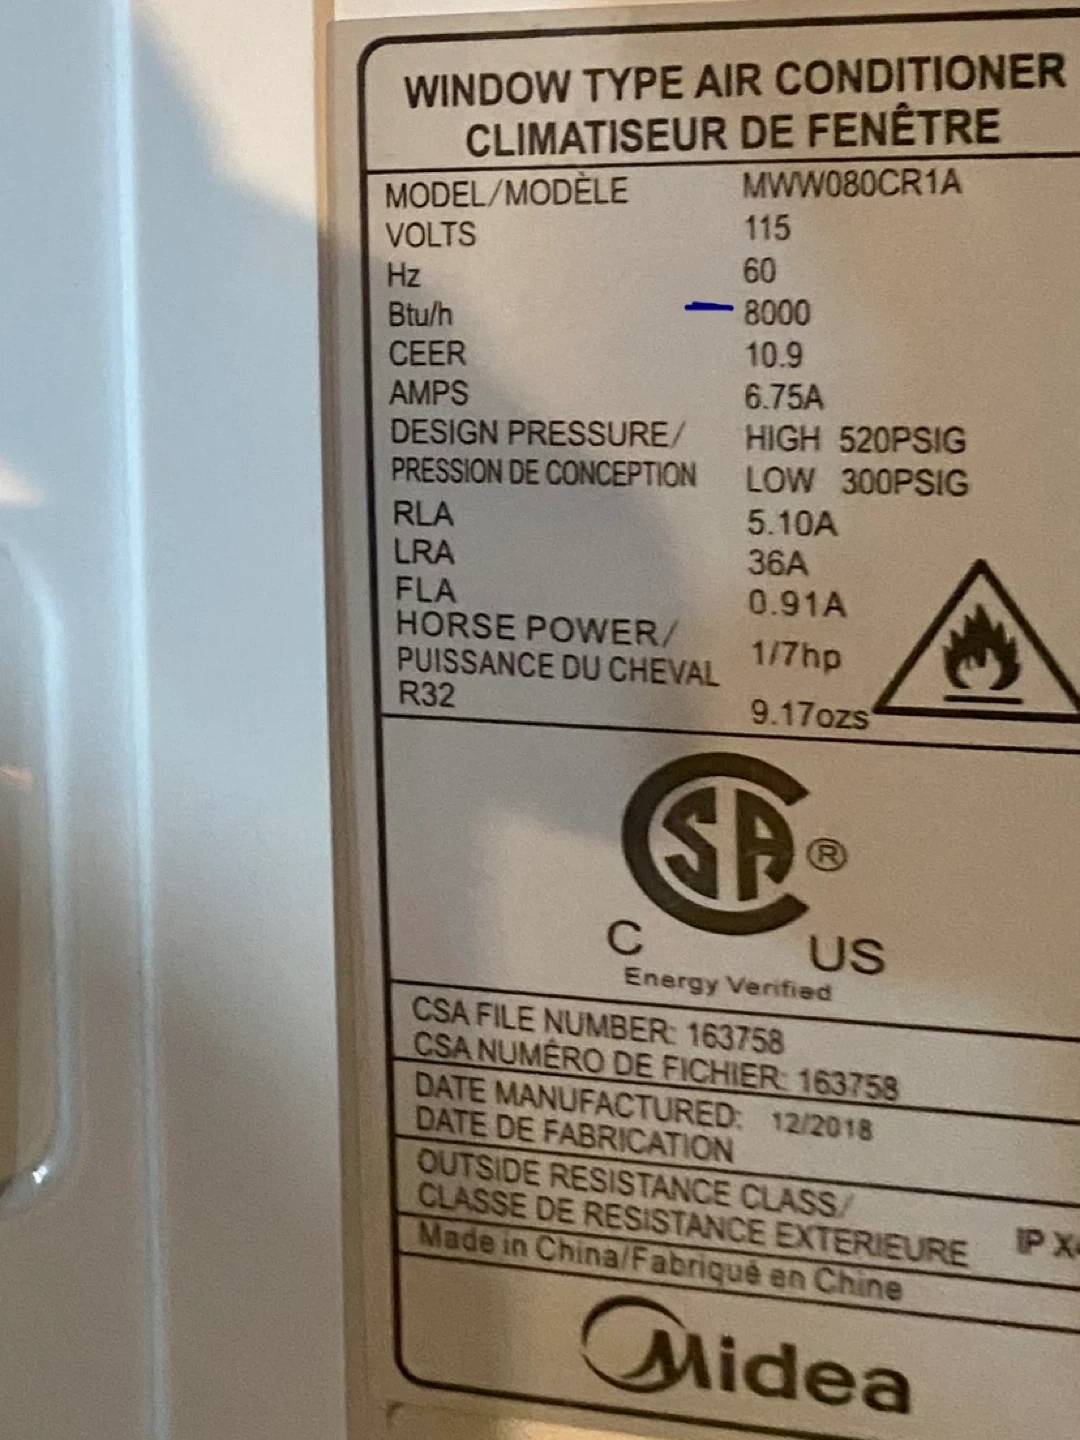 WINDOW TYPE AIR CONDITIONER
CLIMATISEUR DE FENÊTRE
MODEL/MODÈLE MWW080CR1A
VOLTS 115
Hz 60
Btu/h 8000
CEER 10.9
AMPS 6.75A
DESIGN PRESSURE/ HIGH 520PSIG
PRESSION DE CONCEPTION LOW 300PSIG
RLA 5.10A
LRA 36A
FLA 0.91A
HORSE POWER/
PUISSANCE DU CHEVAL 1/7hp
R32 9.17ozs
CSA ®
C US
Energy Verified
CSA FILE NUMBER: 163758
CSA NUMÉRO DE FICHIER: 163758
DATE MANUFACTURED: 12/2018
DATE DE FABRICATION
OUTSIDE RESISTANCE CLASS/
CLASSE DE RESISTANCE EXTERIEURE IP
Made in China/Fabriqué en Chine
Midea